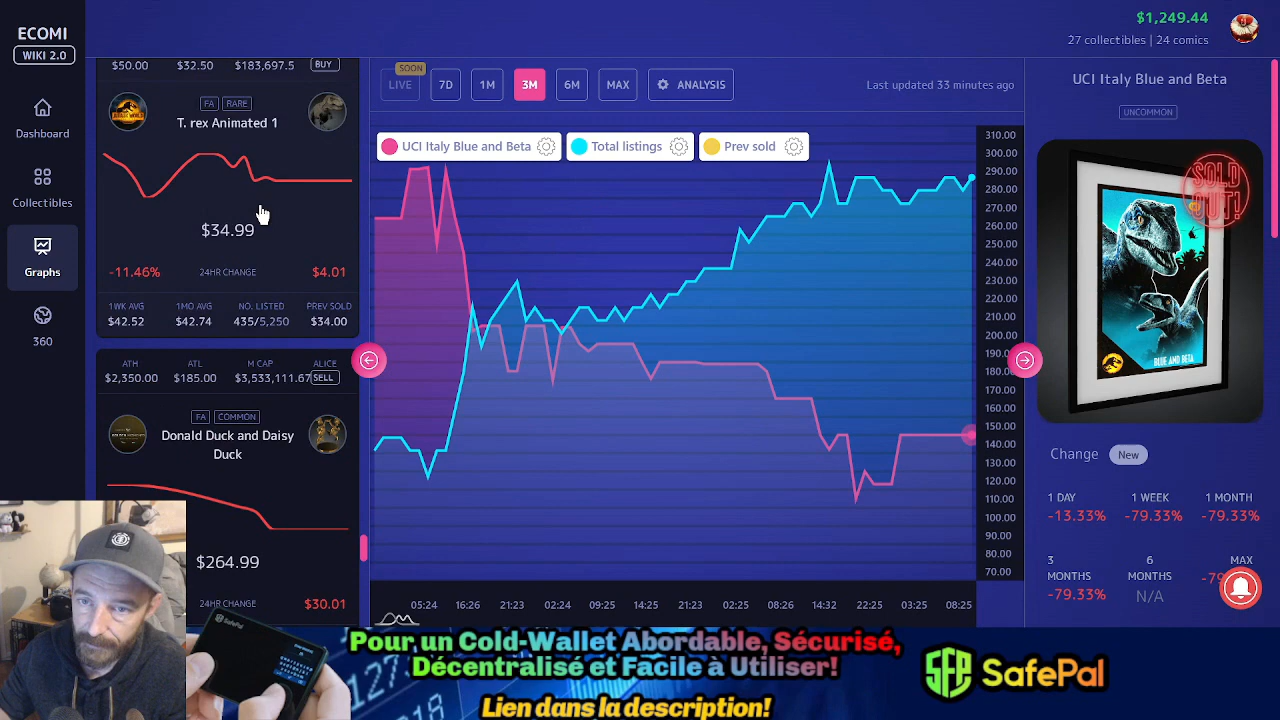 ECOMI
WIKI 2.0
Dashboard
Collectibles
Graphs
360
$1,249.44
27 collectibles | 24 comics
$50.00 $32.50 $183,697.5 BUY
FA RARE
T. rex Animated 1
$34.99
-11.46% 24HR CHANGE $4.01
1WK AVG 1MO AVG NO. LISTED PREV SOLD
$42.52 $42.74 435/5,250 $34.00
ATH ATL M CAP ALICE
$2,350.00 $185.00 $3,533,111.67 SELL
FA COMMON
Donald Duck and Daisy
Duck
$264.99
24HR CHANGE $30.01
SOON
LIVE 7D 1M 3M 6M MAX ANALYSIS
Last updated 33 minutes ago
UCI Italy Blue and Beta Total listings Prev sold
310.00
300.00
290.00
280.00
270.00
260.00
250.00
240.00
230.00
220.00
210.00
200.00
190.0
180.0
170.00
160.00
150.00
140.00
130.00
120.00
110.00
100.00
90.00
80.00
70.00
05:24 16:26 21:23 02:24 09:25 14:25 21:23 02:25 08:26 14:32 22:25 03:25 08:25
UCI Italy Blue and Beta
UNCOMMON
SOLD
OUT!
BLUE AND BETA
Change New
1 DAY 1 WEEK 1 MONTH
-13.33% -79.33% -79.33%
3 MONTHS 6 MONTHS MAX
-79.33% N/A -79
Pour un Cold-Wallet Abordable, Sécurisé,
Décentralisé et Facile à Utiliser!
Lien dans la description!
SFP SafePal
SafePal